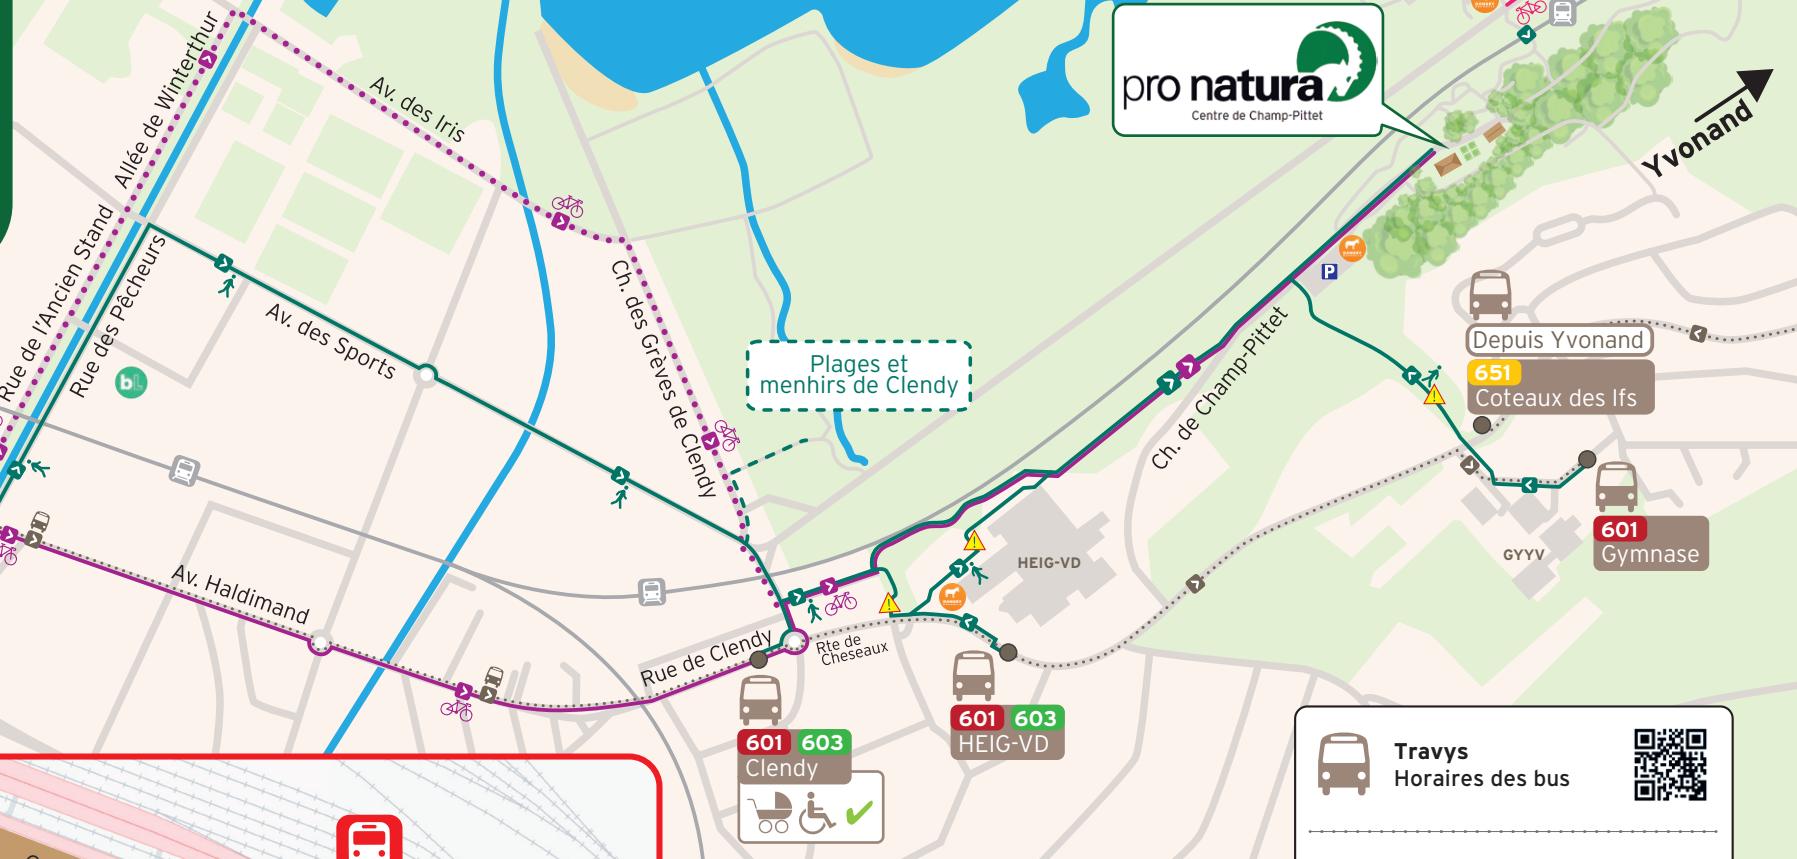 pro natura
Centre de Champ-Pittet
Yvonand
Allée de Winterthur
Av. des Iris
Rue de l'Ancien Stand
Rue des Pêcheurs
bL
Av. des Sports
Ch. des Grèves de Clendy
Plages et
menhirs de Clendy
P
Ch. de Champ-Pittet
Depuis Yvonand
651
Coteaux des Ifs
601
Gymnase
GYYV
HEIG-VD
Av. Haldimand
Rue de Clendy
Rte de
Cheseaux
601 603
HEIG-VD
601 603
Clendy
Travys
Horaires des bus